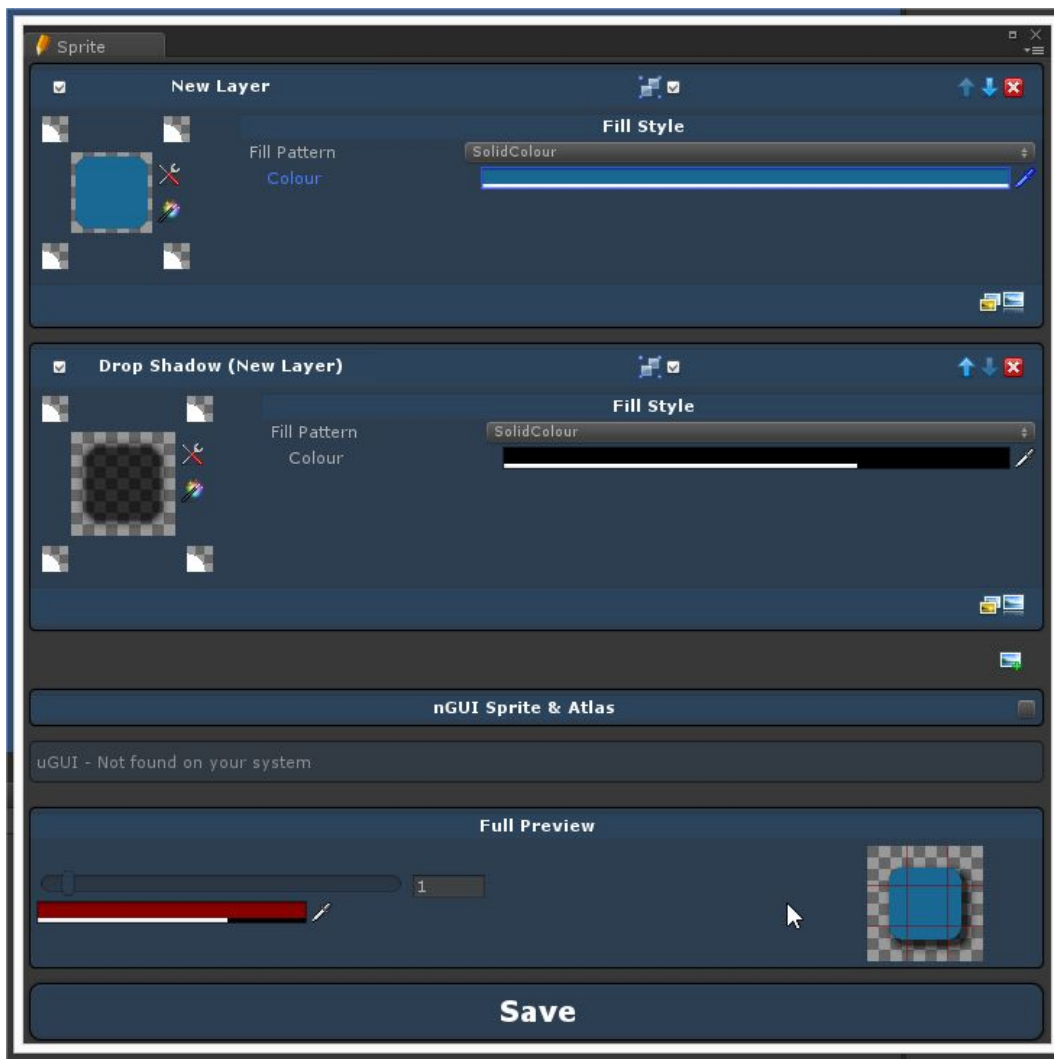 Sprite
New Layer
Fill Style
Fill Pattern SolidColour
Colour
Drop Shadow (New Layer)
Fill Style
Fill Pattern SolidColour
Colour
nGUI Sprite & Atlas
uGUI - Not found on your system
Full Preview
1
Save